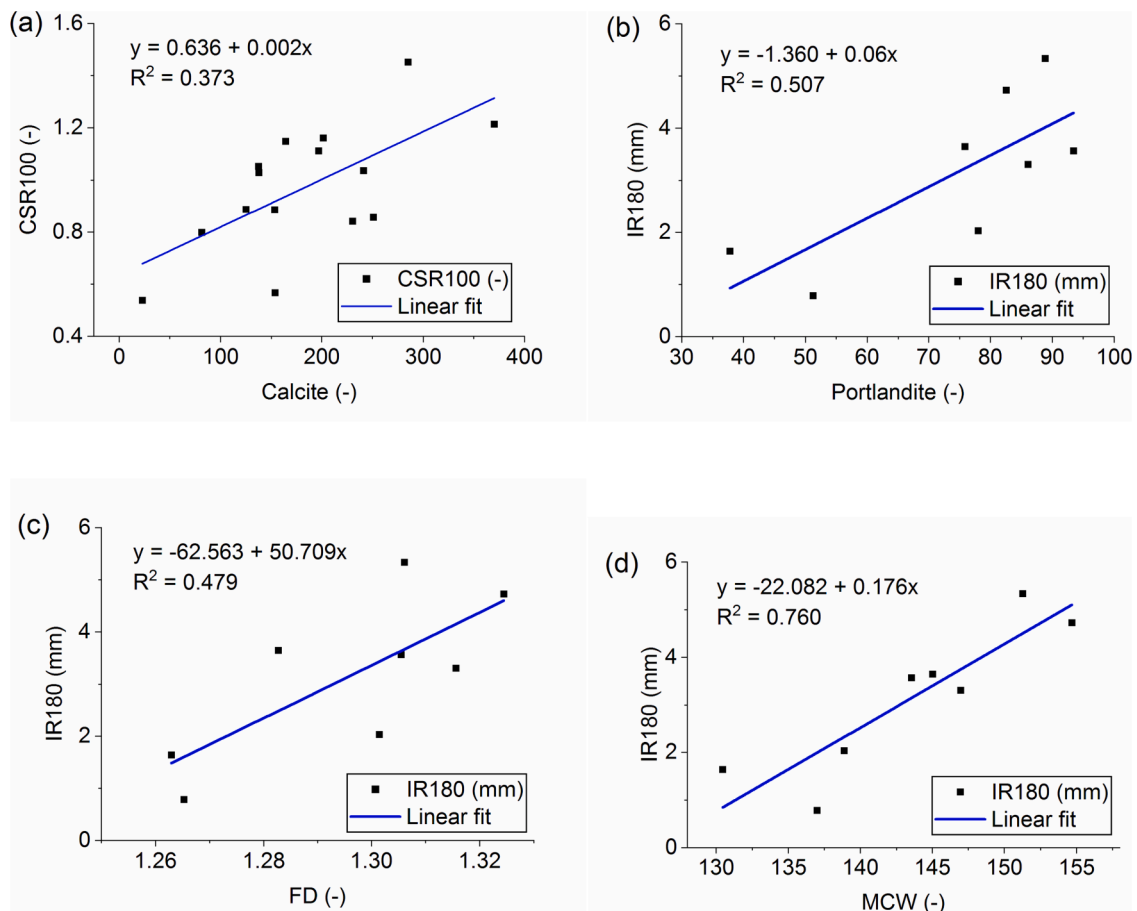 (a)
y = 0.636 + 0.002x
R² = 0.373
CSR100 (-)
1.6
1.2
0.8
0.4
CSR100 (-)
Linear fit
0 100 200 300 400
Calcite (-)
(b)
y = -1.360 + 0.06x
R² = 0.507
IR180 (mm)
6
4
2
0
IR180 (mm)
Linear fit
30 40 50 60 70 80 90 100
Portlandite (-)
(c)
y = -62.563 + 50.709x
R² = 0.479
IR180 (mm)
6
4
2
0
IR180 (mm)
Linear fit
1.26 1.28 1.30 1.32
FD (-)
(d)
y = -22.082 + 0.176x
R² = 0.760
IR180 (mm)
6
4
2
0
IR180 (mm)
Linear fit
130 135 140 145 150 155
MCW (-)